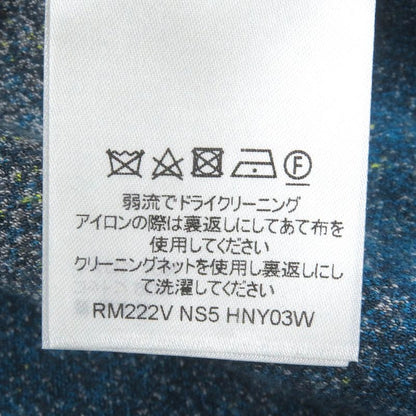 F
弱流でドライクリーニング
アイロンの際は裏返しにしてあて布を
使用してください
クリーニングネットを使用し裏返しにし
て洗濯してください
RM222V NS5 HNY03W